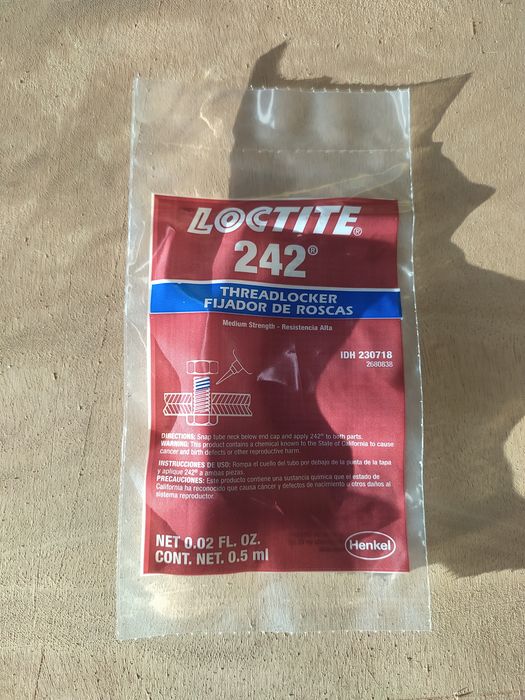 LOCTITE®
242®
THREADLOCKER
FIJADOR DE ROSCAS
Medium Strength - Resistencia Alta
IDH 230718
2680838
DIRECTIONS: Snap tube neck below end cap and apply 242® to both parts.
WARNING: This product contains a chemical known to the State of California to cause
cancer and birth defects or other reproductive harm.
INSTRUCCIONES DE USO: Rompa el cuello del tubo por debajo de la punta de la tapa
y aplique 242® a ambas piezas.
PRECAUCIONES: Este producto contiene una sustancia química que el estado de
California ha reconocido que causa cáncer y defectos de nacimiento u otros daños al
sistema reproductor.
NET 0.02 FL. OZ.
CONT. NET. 0.5 ml
Henkel